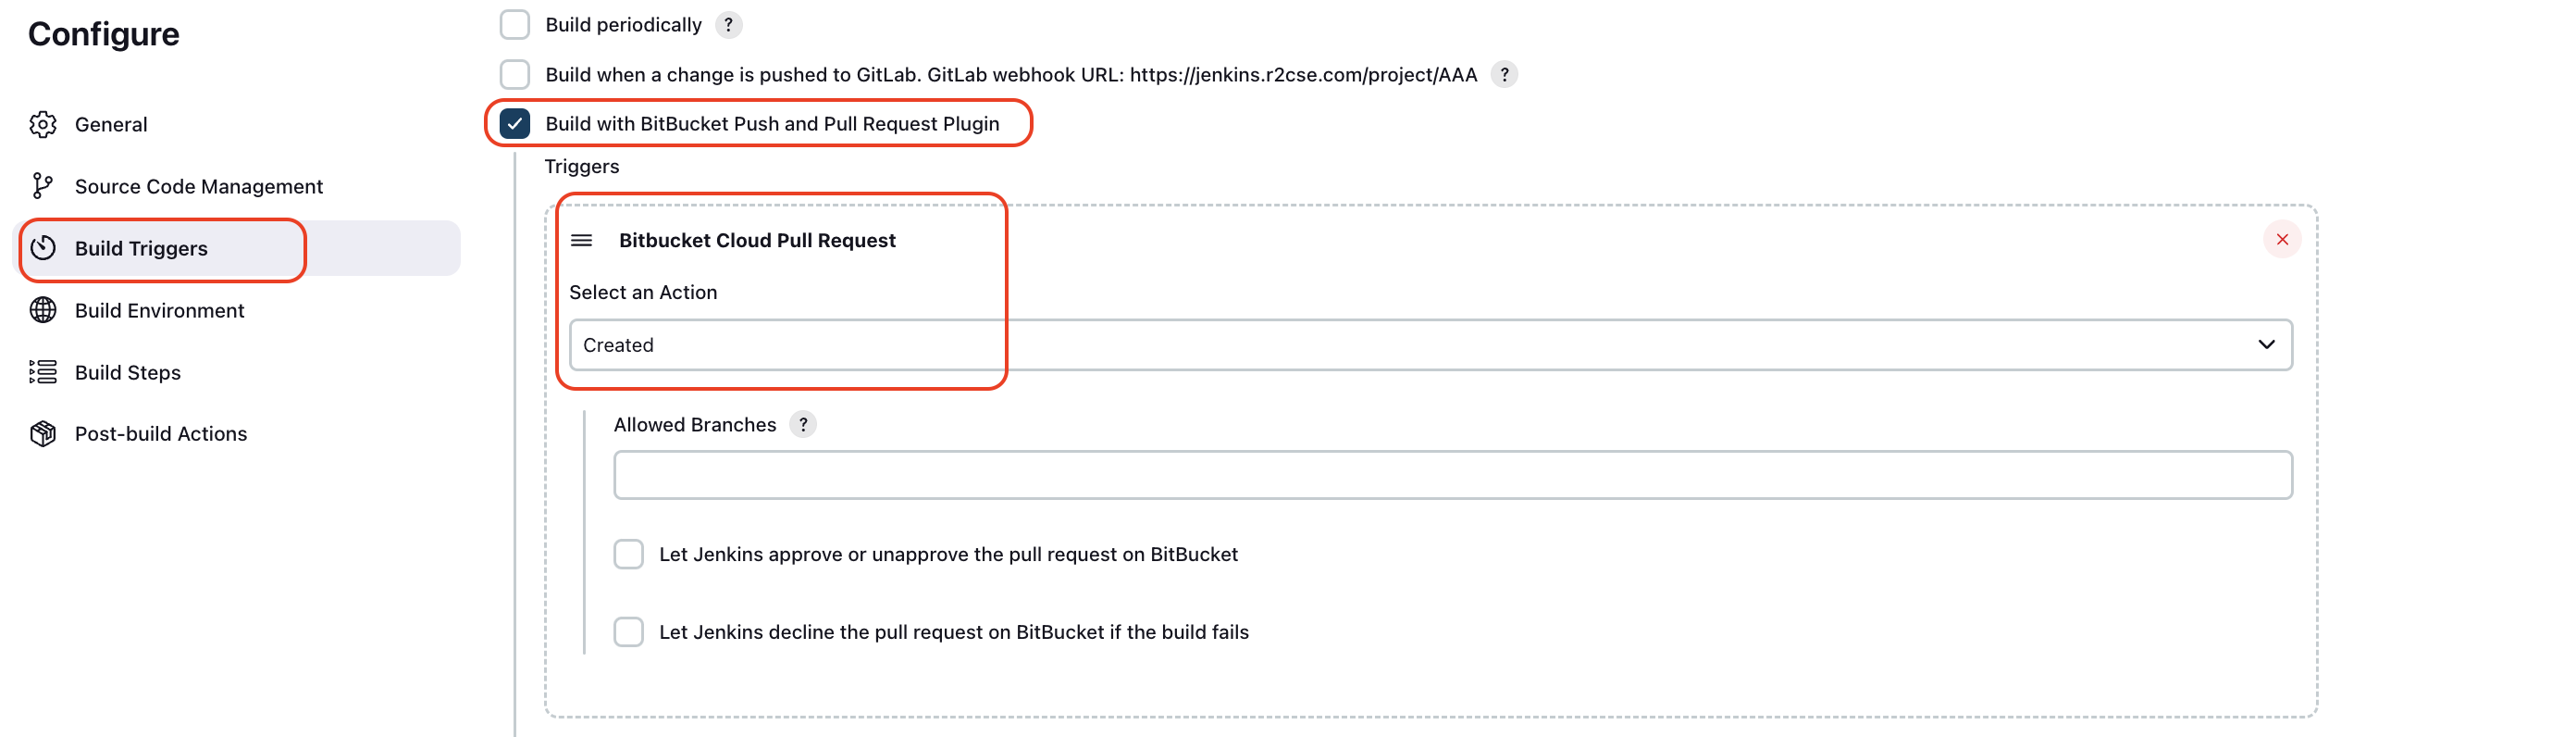 Configure
General
Source Code Management
Build Triggers
Build Environment
Build Steps
Post-build Actions
Build periodically ?
Build when a change is pushed to GitLab. GitLab webhook URL: https://jenkins.r2cse.com/project/AAA ?
Build with BitBucket Push and Pull Request Plugin
Triggers
Bitbucket Cloud Pull Request
Select an Action
Created
Allowed Branches ?
Let Jenkins approve or unapprove the pull request on BitBucket
Let Jenkins decline the pull request on BitBucket if the build fails